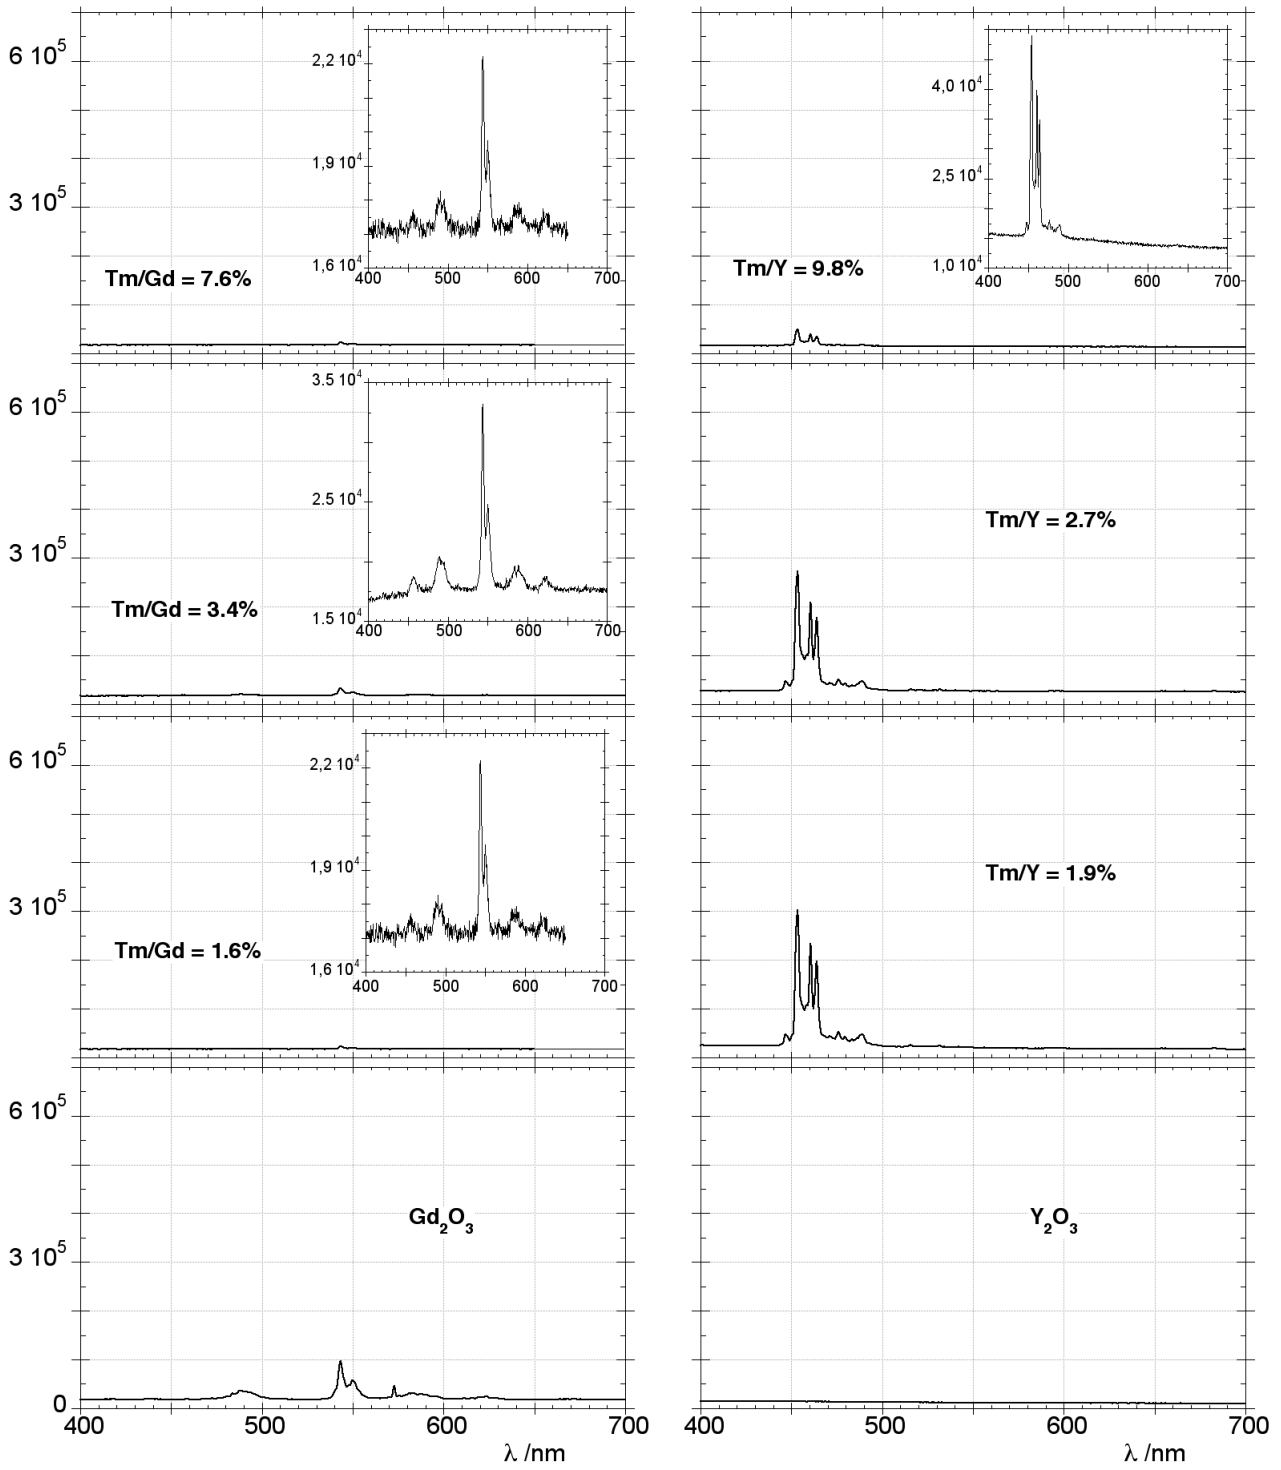 6 10⁵
3 10⁵
Tm/Gd = 7.6%
2,2 10⁴
1,9 10⁴
1,6 10⁴
400 500 600 700
Tm/Y = 9.8%
4,0 10⁴
2,5 10⁴
1,0 10⁴
400 500 600 700
6 10⁵
3 10⁵
Tm/Gd = 3.4%
3.5 10⁴
2.5 10⁴
1.5 10⁴
400 500 600 700
Tm/Y = 2.7%
6 10⁵
3 10⁵
Tm/Gd = 1.6%
2,2 10⁴
1,9 10⁴
1,6 10⁴
400 500 600 700
Tm/Y = 1.9%
6 10⁵
3 10⁵
0
Gd₂O₃
400 500 600 700
λ /nm
Y₂O₃
400 500 600 700
λ /nm